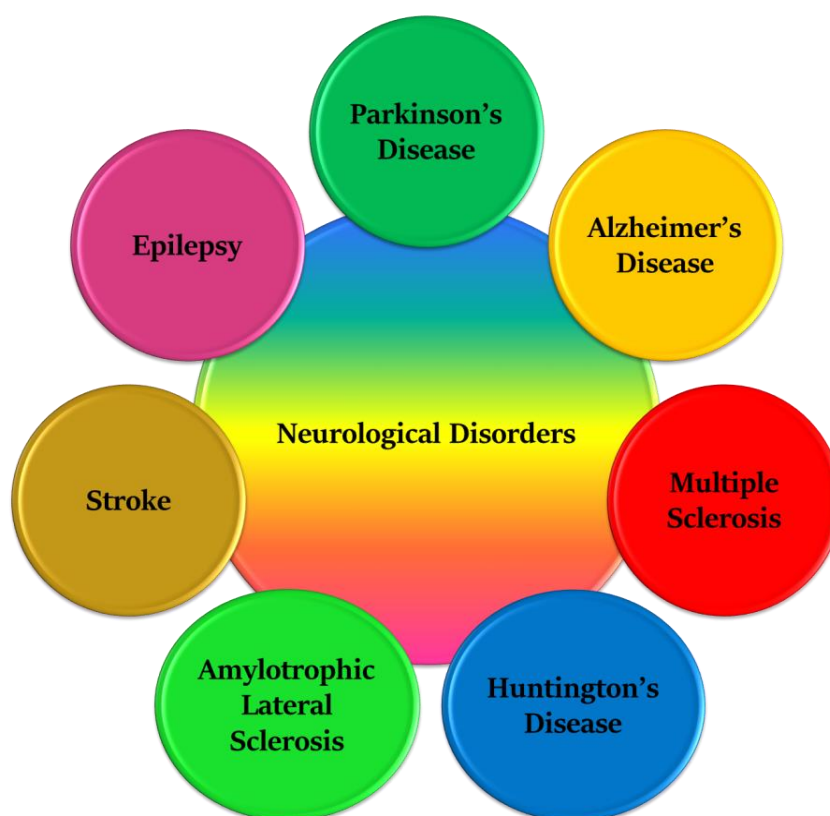 Parkinson's
Disease
Alzheimer's
Disease
Epilepsy
Neurological Disorders
Multiple
Sclerosis
Stroke
Amylotrophic
Lateral
Sclerosis
Huntington's
Disease